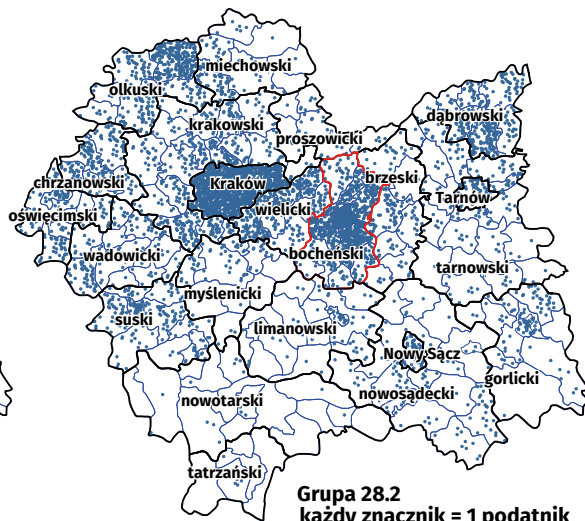 miechowski
olkuski
dąbrowski
krakowski
proszowicki
brzeski
chrzanowski
Kraków
Tarnów
wielicki
oświęcimski
wadowicki
bocheński
tarnowski
myślenicki
suski
limanowski
Nowy Sącz
gorlicki
nowotarski
nowosądecki
tatrzański
Grupa 28.2
każdy znacznik = 1 podatnik